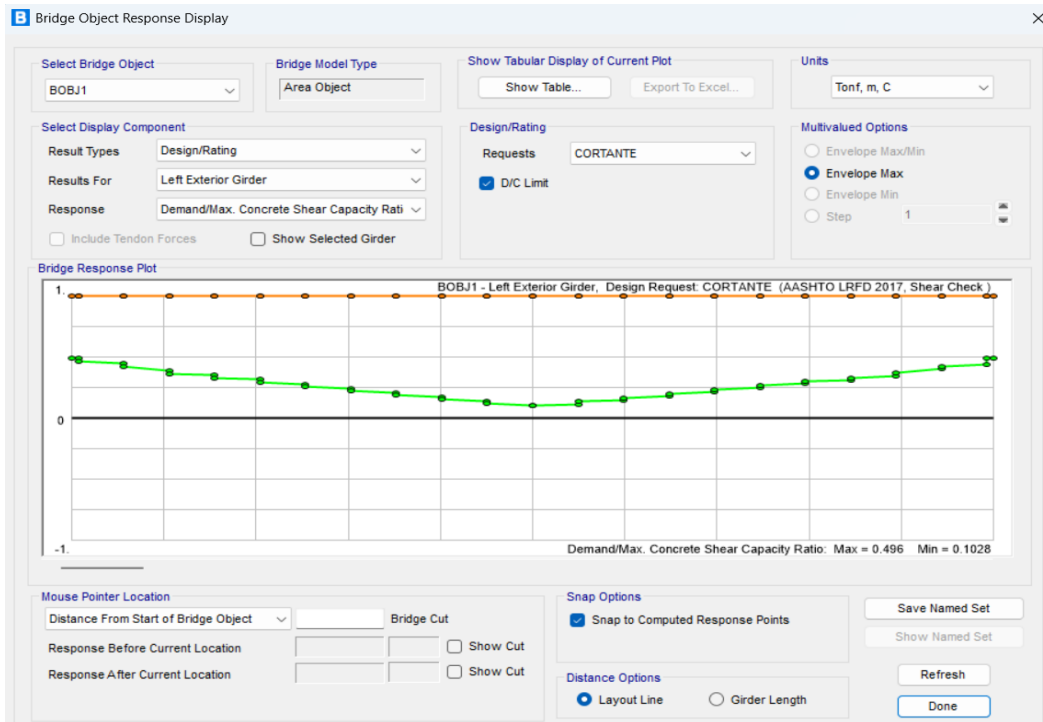 B Bridge Object Response Display
Select Bridge Object
BOBJ1
Bridge Model Type
Area Object
Show Tabular Display of Current Plot
Show Table...
Export To Excel...
Units
Tonf, m, C
Select Display Component
Result Types
Design/Rating
Results For
Left Exterior Girder
Response
Demand/Max. Concrete Shear Capacity Rati
Include Tendon Forces
Show Selected Girder
Design/Rating
Requests
CORTANTE
D/C Limit
Multivalued Options
Envelope Max/Min
Envelope Max
Envelope Min
Step
1
Bridge Response Plot
1.
BOBJ1 - Left Exterior Girder, Design Request: CORTANTE (AASHTO LRFD 2017, Shear Check )
0
-1.
Demand/Max. Concrete Shear Capacity Ratio: Max = 0.496 Min = 0.1028
Mouse Pointer Location
Distance From Start of Bridge Object
Bridge Cut
Response Before Current Location
Show Cut
Response After Current Location
Show Cut
Snap Options
Snap to Computed Response Points
Distance Options
Layout Line
Girder Length
Save Named Set
Show Named Set
Refresh
Done